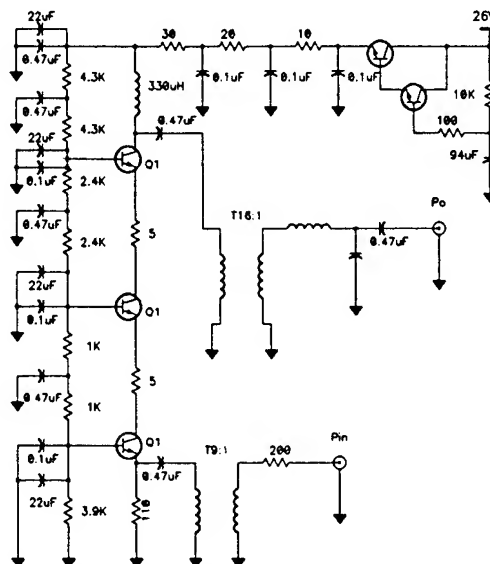 22uF
30
20
10
26V
0.47uF
4.3K
330uH
0.1uF
0.1uF
0.1uF
10K
0.47uF
0.47uF
4.3K
100
22uF
Q1
94uF
0.1uF
2.4K
T16:1
Po
0.47uF
5
0.47uF
2.4K
22uF
Q1
0.1uF
1K
5
0.47uF
1K
Q1
T9:1
Pin
0.1uF
0.47uF
200
22uF
3.9K
110